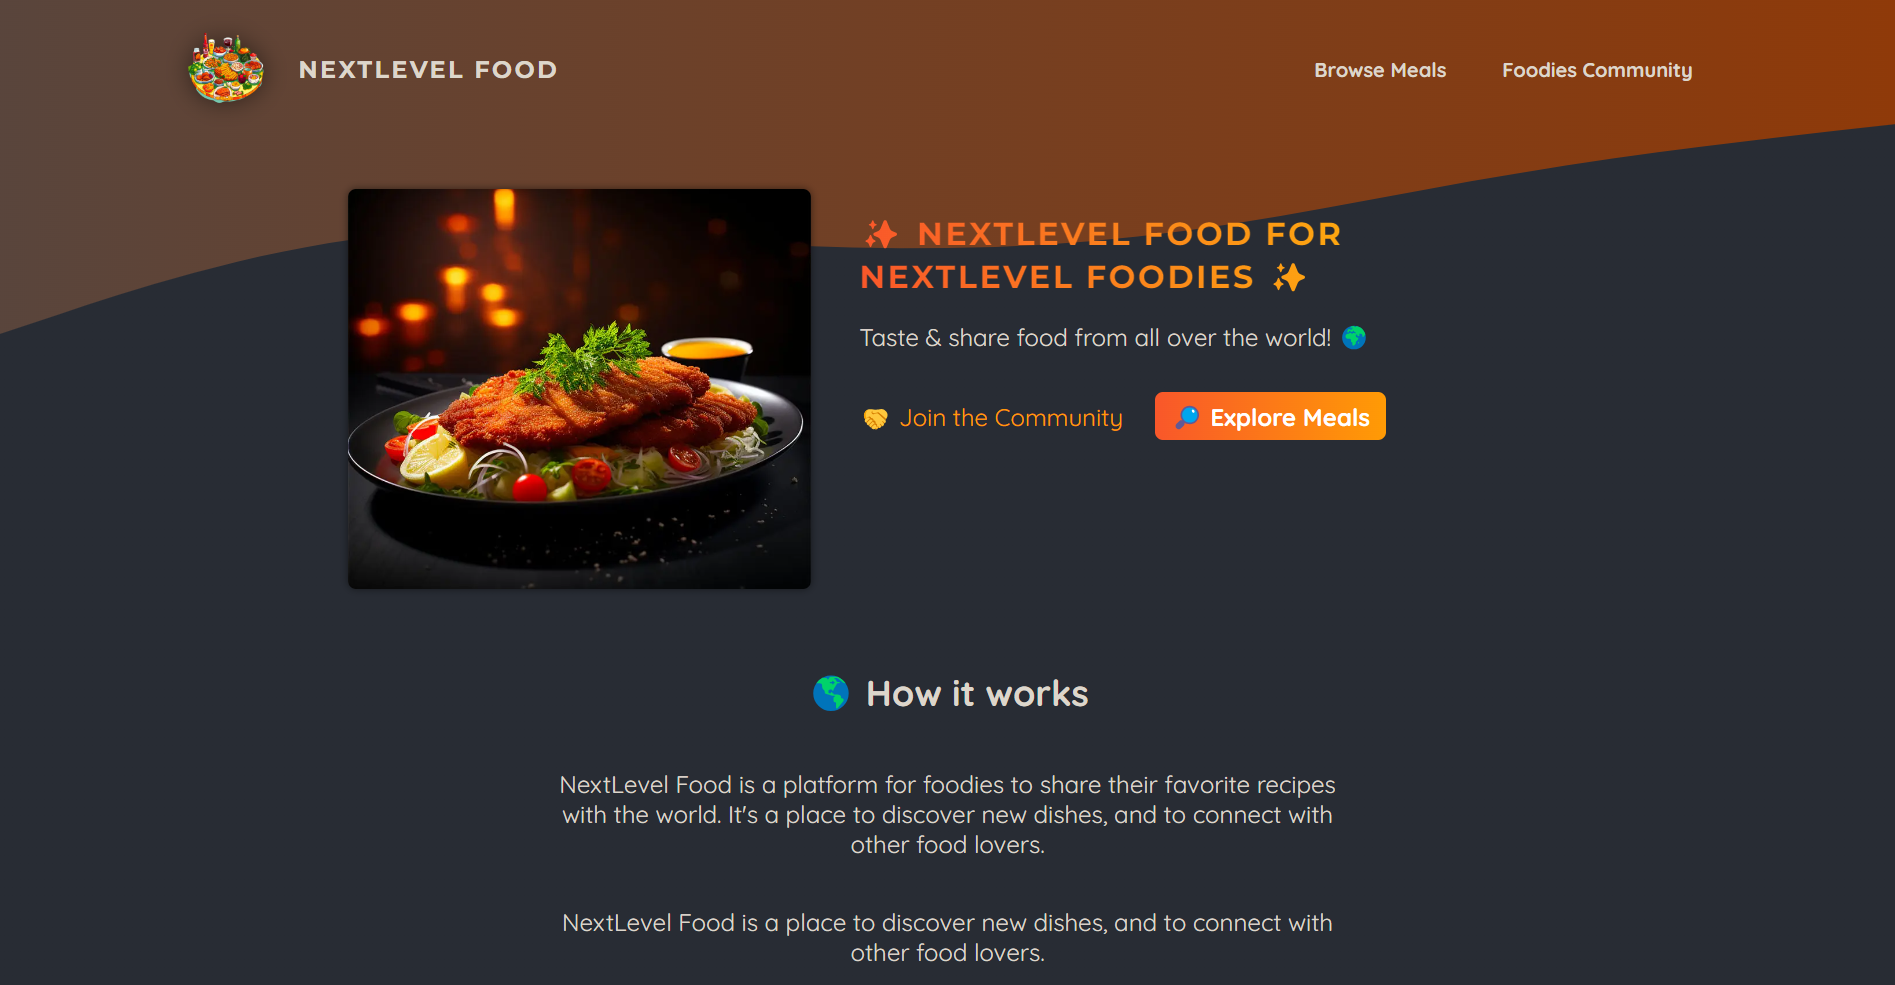 NEXTLEVEL FOOD
Browse Meals
Foodies Community
✨ NEXTLEVEL FOOD FOR
NEXTLEVEL FOODIES ✨
Taste & share food from all over the world! 🌍
🤝 Join the Community
🔎 Explore Meals
🌎 How it works
NextLevel Food is a platform for foodies to share their favorite recipes
with the world. It's a place to discover new dishes, and to connect with
other food lovers.
NextLevel Food is a place to discover new dishes, and to connect with
other food lovers.